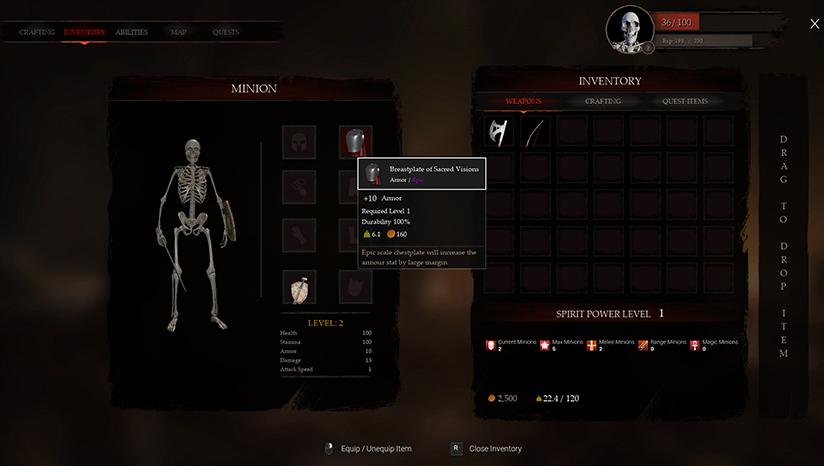 CRAFTING INVENTORY ABILITIES MAP QUESTS
36 / 100
2
MINION
Breastplate of Sacred Visions
Armor / Epic
+10 Armor
Required Level 1
Durability 100%
6.1 160
Epic scale chestplate will increase the
armour stat by large margin
LEVEL: 2
Health 100
Stamina 100
Armor 10
Damage 13
Attack Speed 1
INVENTORY
WEAPONS CRAFTING QUEST ITEMS
SPIRIT POWER LEVEL 1
Current Minions
2
Max Minions
5
Melee Minions
2
Range Minions
0
Magic Minions
0
2,500 22.4 / 120
DRAG TO DROP ITEM
Equip / Unequip Item
R Close Inventory